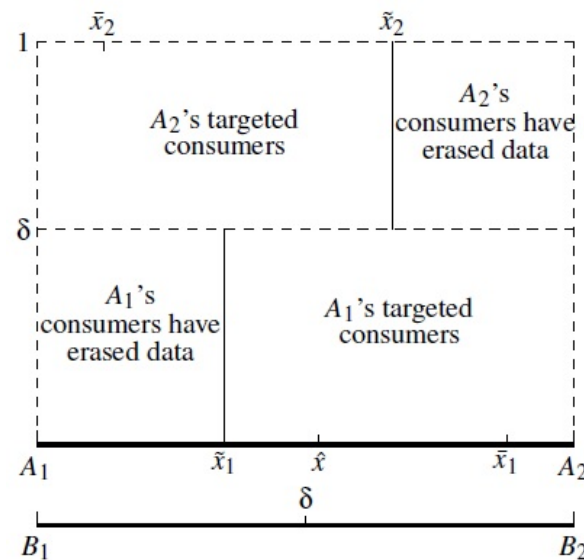 x̄₂ x̃₂
1
A₂'s targeted
consumers
A₂'s
consumers have
erased data
δ
A₁'s
consumers have
erased data
A₁'s targeted
consumers
A₁ x̃₁ x̂ x̄₁ A₂
δ
B₁ B₂